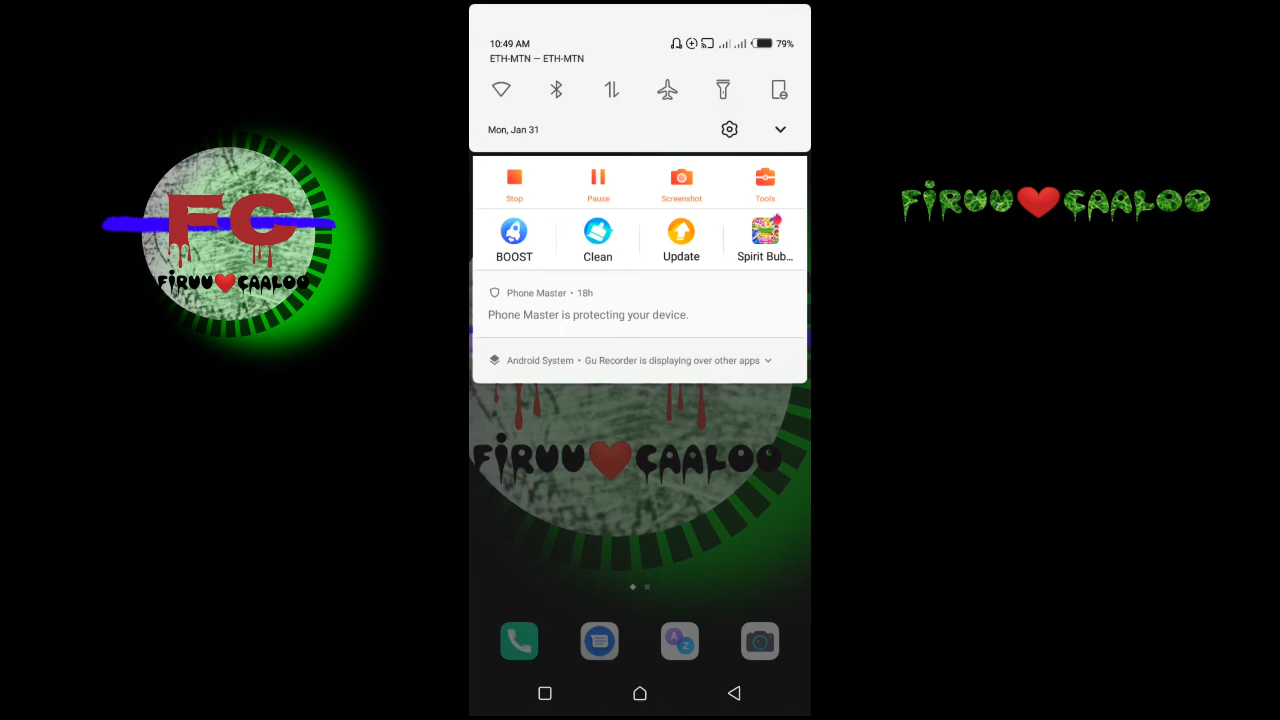 FC
FIRUU❤️CAALOO
10:49 AM
79%
ETH-MTN — ETH-MTN
Mon, Jan 31
Stop Pause Screenshot Tools
BOOST Clean Update Spirit Bub...
Phone Master • 18h
Phone Master is protecting your device.
Android System • Gu Recorder is displaying over other apps
FIRUU❤️CAALOO
A
Z
FIRUU❤️CAALOO